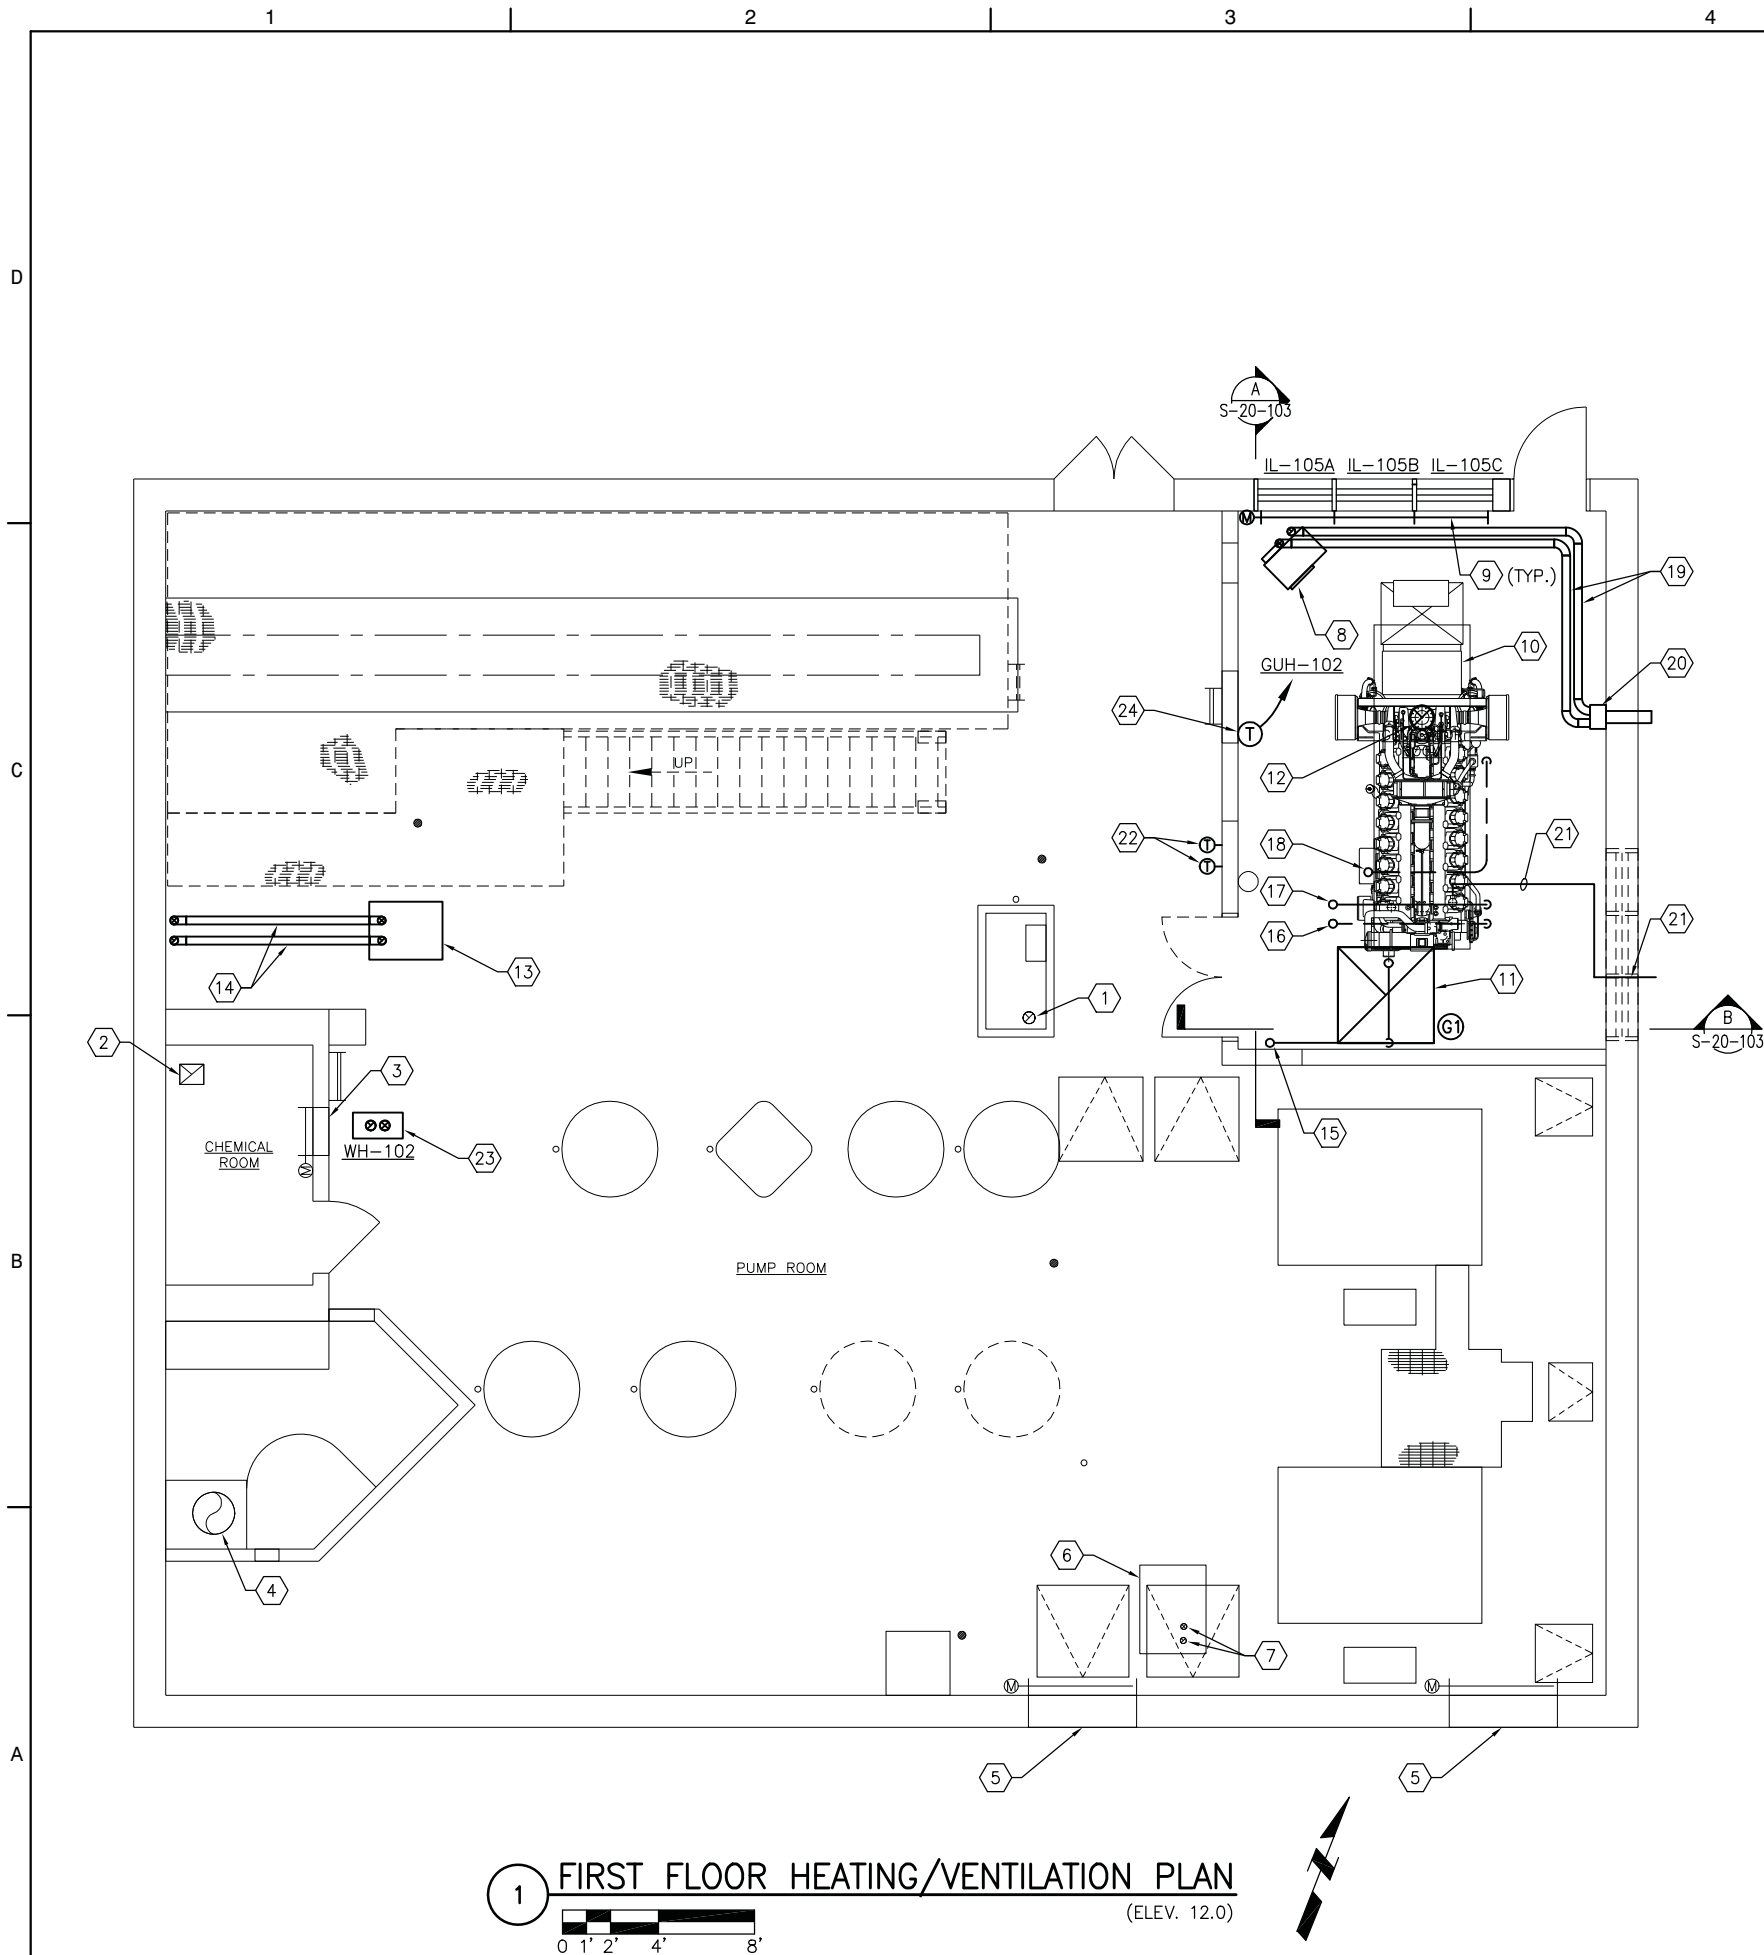 1 2 3 4
D
A
S-20-103
IL-105A IL-105B IL-105C
M
9 (TYP.)
19
8
10
GUH-102
20
24
T
C
UP
12
22
T
T
18
21
17
16
21
13
14
11
1
G1
B
S-20-103
2
3
15
CHEMICAL
ROOM
WH-102
23
M
B
PUMP ROOM
6
4
7
M
M
A
5
5
1
FIRST FLOOR HEATING/VENTILATION PLAN
(ELEV. 12.0)
0 1' 2' 4' 8'